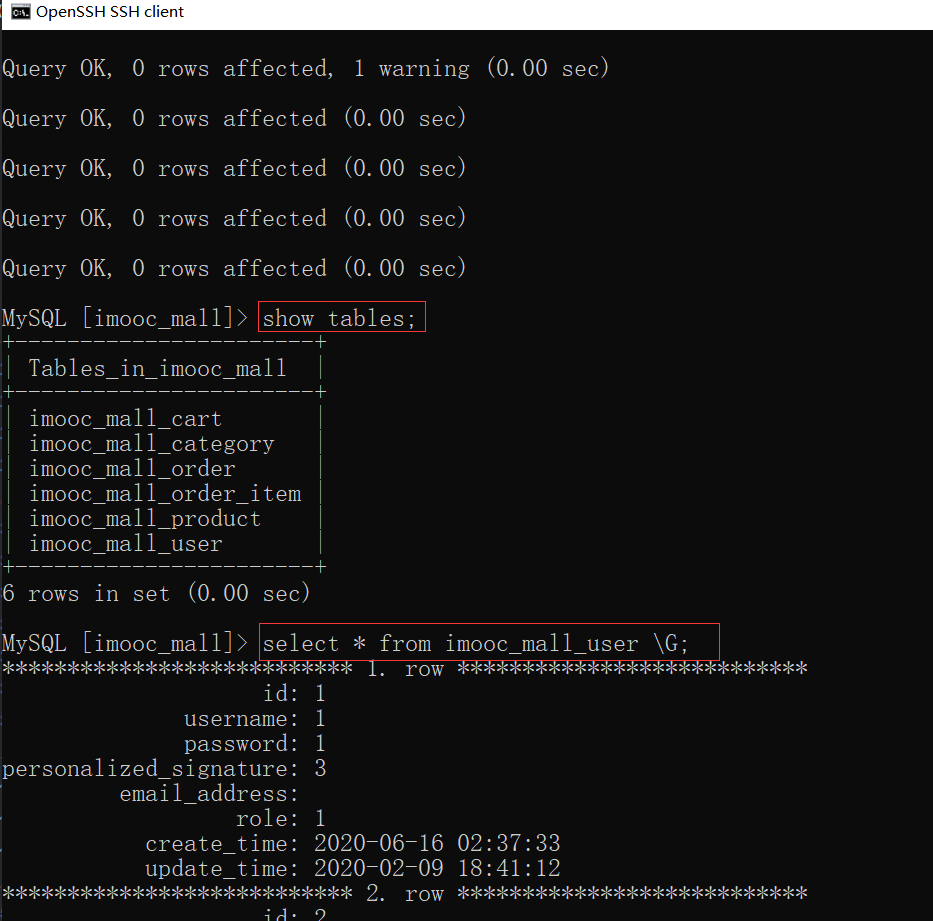 OpenSSH SSH client
Query OK, 0 rows affected, 1 warning (0.00 sec)
Query OK, 0 rows affected (0.00 sec)
Query OK, 0 rows affected (0.00 sec)
Query OK, 0 rows affected (0.00 sec)
Query OK, 0 rows affected (0.00 sec)
MySQL [imooc_mall]> show tables;
+-----------------------+
| Tables_in_imooc_mall  |
+-----------------------+
| imooc_mall_cart       |
| imooc_mall_category   |
| imooc_mall_order      |
| imooc_mall_order_item |
| imooc_mall_product    |
| imooc_mall_user       |
+-----------------------+
6 rows in set (0.00 sec)
MySQL [imooc_mall]> select * from imooc_mall_user \G;
*************************** 1. row ***************************
id: 1
username: 1
password: 1
personalized_signature: 3
email_address:
role: 1
create_time: 2020-06-16 02:37:33
update_time: 2020-02-09 18:41:12
*************************** 2. row ***************************
id: 2